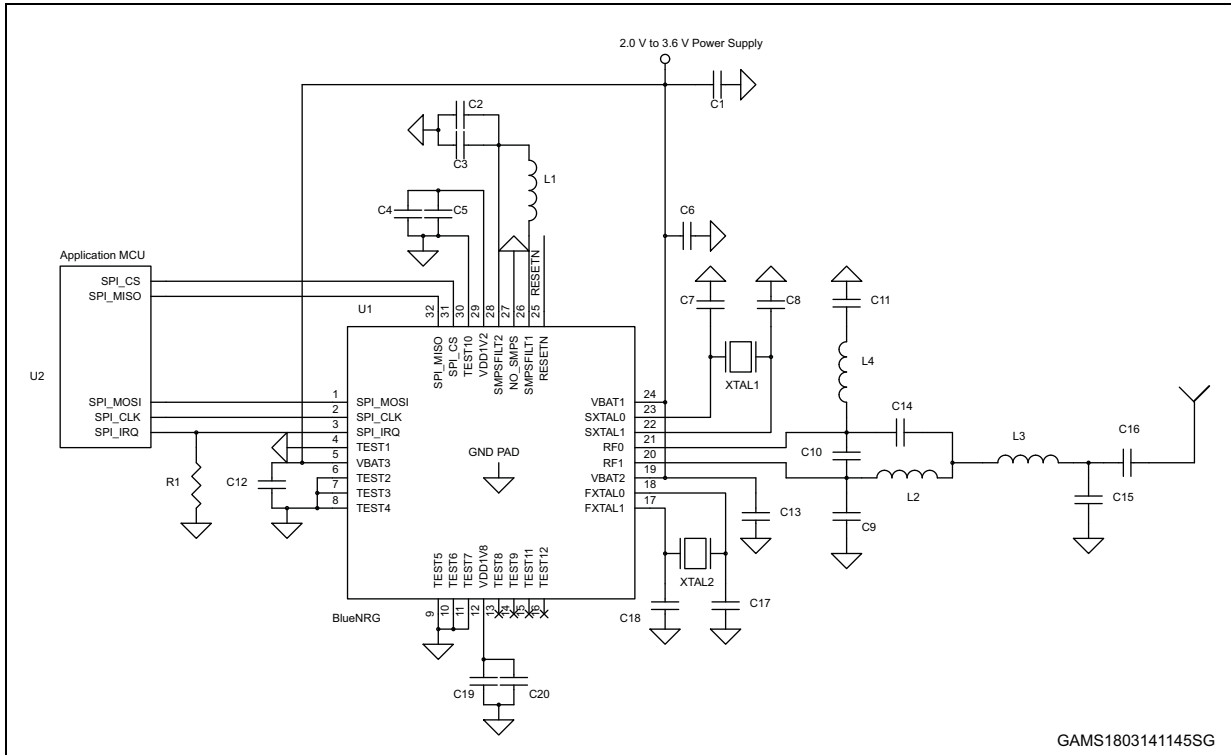 2.0 V to 3.6 V Power Supply
C1
C2
C3
L1
C4
C5
C6
Application MCU
SPI_CS
SPI_MISO
U2
SPI_MOSI
SPI_CLK
SPI_IRQ
R1
C12
U1
32
31
30
29
28
27
26
25
RESETN
SPI_MISO
SPI_CS
TEST10
VDD1V2
SMPSFILT2
NO_SMPS
SMPSFILT1
RESETN
1
2
3
4
5
6
7
8
SPI_MOSI
SPI_CLK
SPI_IRQ
TEST1
VBAT3
TEST2
TEST3
TEST4
GND PAD
VBAT1
SXTAL0
SXTAL1
RF0
RF1
VBAT2
FXTAL0
FXTAL1
24
23
22
21
20
19
18
17
TEST5
TEST6
TEST7
VDD1V8
TEST8
TEST9
TEST11
TEST12
9
10
11
12
13
14
15
16
BlueNRG
C19
C20
C7
C8
XTAL1
C11
L4
C14
C10
L2
L3
C16
C15
C9
C13
XTAL2
C18
C17
GAMS1803141145SG